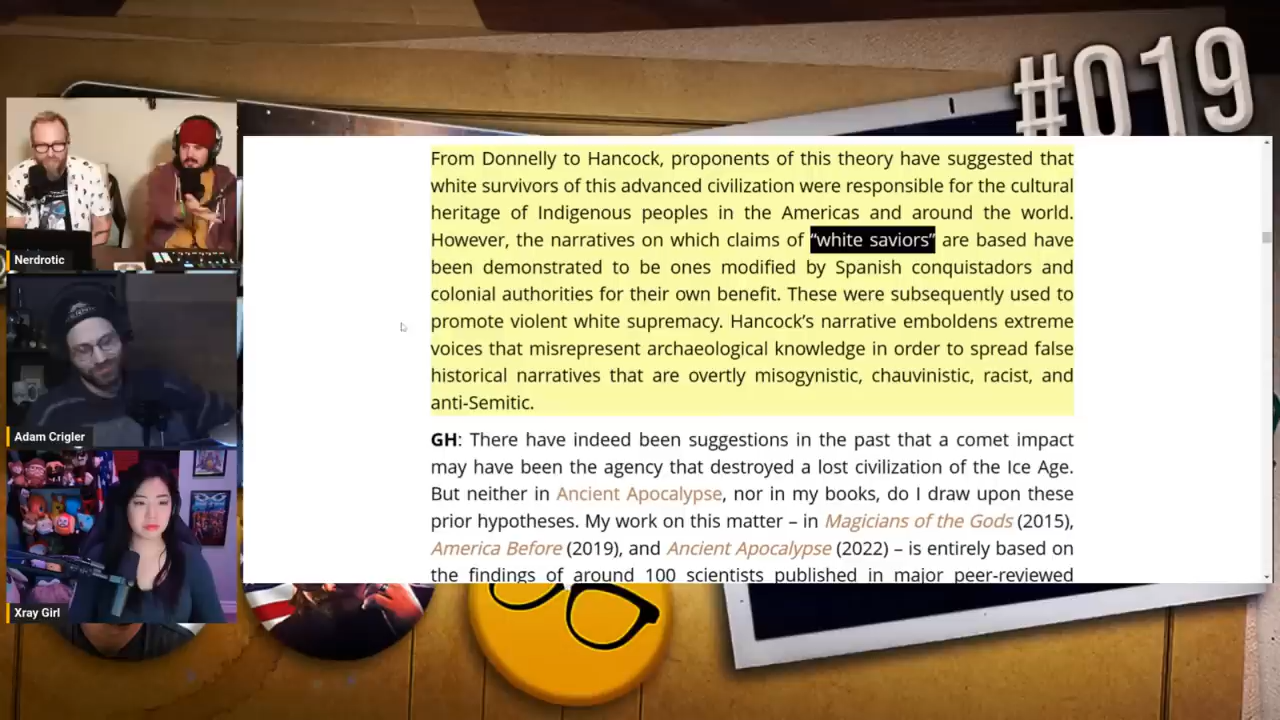 #019
From Donnelly to Hancock, proponents of this theory have suggested that
white survivors of this advanced civilization were responsible for the cultural
heritage of Indigenous peoples in the Americas and around the world.
However, the narratives on which claims of “white saviors” are based have
been demonstrated to be ones modified by Spanish conquistadors and
colonial authorities for their own benefit. These were subsequently used to
promote violent white supremacy. Hancock’s narrative emboldens extreme
voices that misrepresent archaeological knowledge in order to spread false
historical narratives that are overtly misogynistic, chauvinistic, racist, and
anti-Semitic.
GH: There have indeed been suggestions in the past that a comet impact
may have been the agency that destroyed a lost civilization of the Ice Age.
But neither in Ancient Apocalypse, nor in my books, do I draw upon these
prior hypotheses. My work on this matter – in Magicians of the Gods (2015),
America Before (2019), and Ancient Apocalypse (2022) – is entirely based on
the findings of around 100 scientists published in major peer-reviewed
Nerdrotic
Adam Crigler
Xray Girl